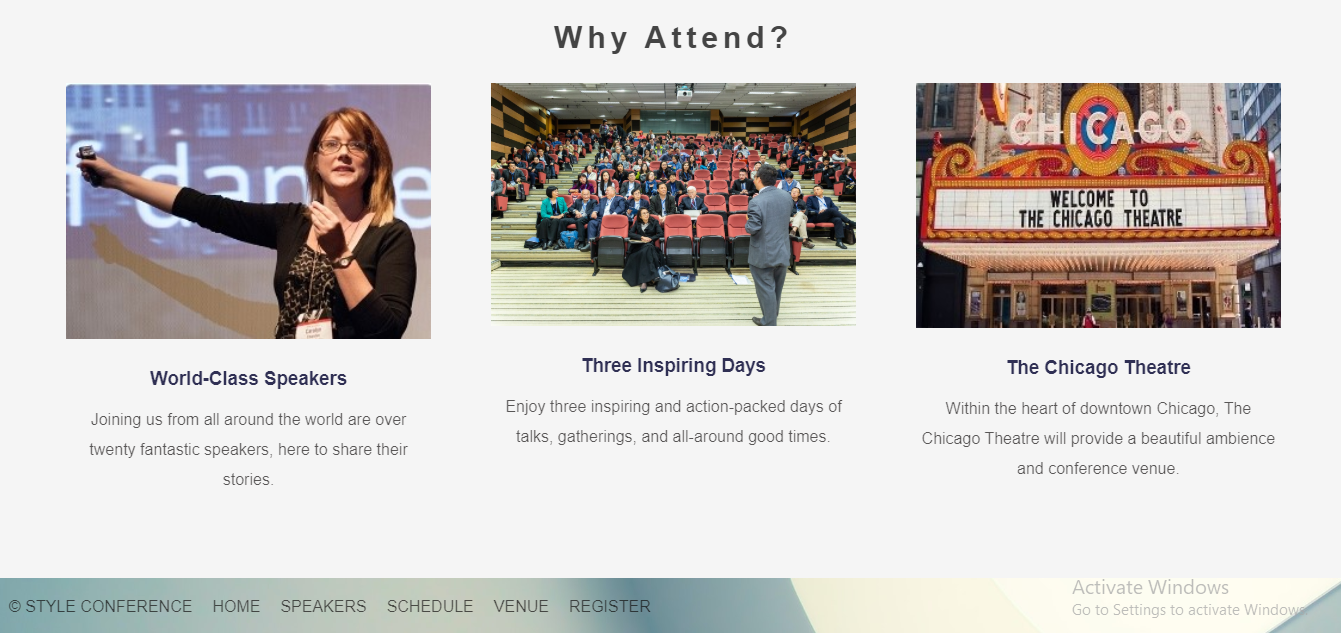 Why Attend?
f dance
CHICAGO
WELCOME TO
THE CHICAGO THEATRE
World-Class Speakers
Joining us from all around the world are over
twenty fantastic speakers, here to share their
stories.
Three Inspiring Days
Enjoy three inspiring and action-packed days of
talks, gatherings, and all-around good times.
The Chicago Theatre
Within the heart of downtown Chicago, The
Chicago Theatre will provide a beautiful ambience
and conference venue.
© STYLE CONFERENCE HOME SPEAKERS SCHEDULE VENUE REGISTER
Activate Windows
Go to Settings to activate Windows.